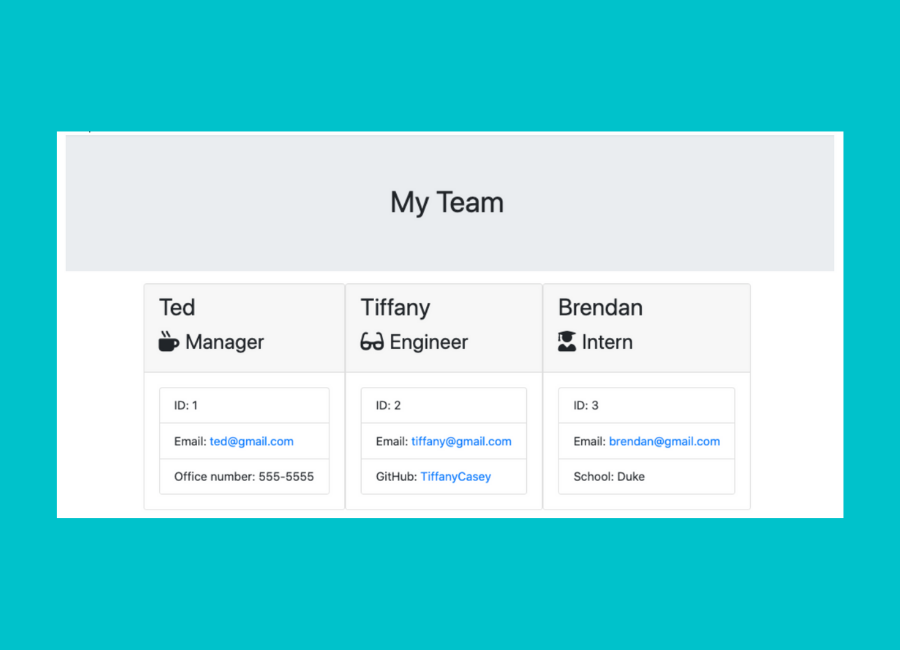 My Team
Ted
Manager
ID: 1
Email: ted@gmail.com
Office number: 555-5555
Tiffany
Engineer
ID: 2
Email: tiffany@gmail.com
GitHub: TiffanyCasey
Brendan
Intern
ID: 3
Email: brendan@gmail.com
School: Duke